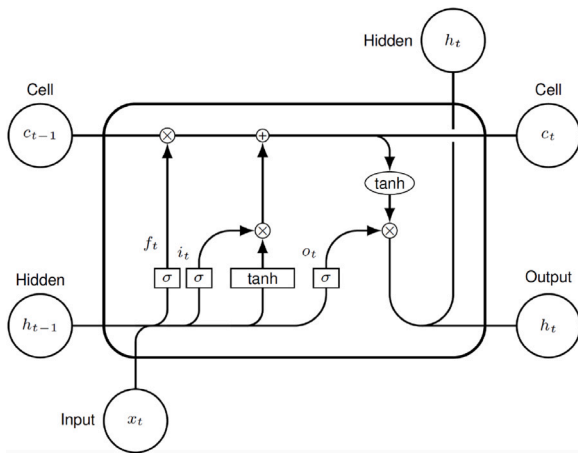 Hidden
h_t
Cell
Cell
c_{t−1}
⊗
⊕
c_t
tanh
f_t
i_t
⊗
o_t
⊗
Hidden
σ
σ
tanh
σ
Output
h_{t−1}
h_t
Input
x_t